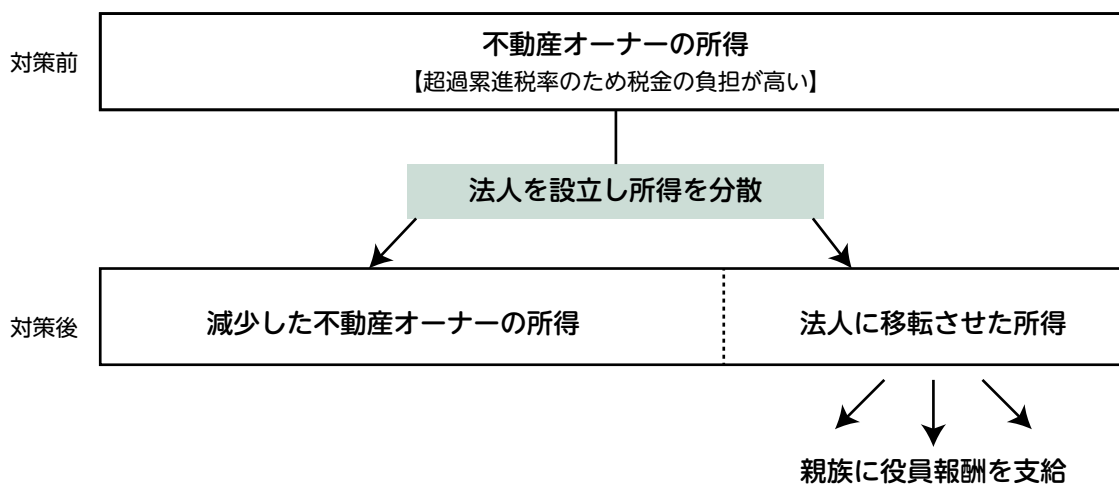 対策前
不動産オーナーの所得
【超過累進税率のため税金の負担が高い】
法人を設立し所得を分散
対策後
減少した不動産オーナーの所得
法人に移転させた所得
親族に役員報酬を支給